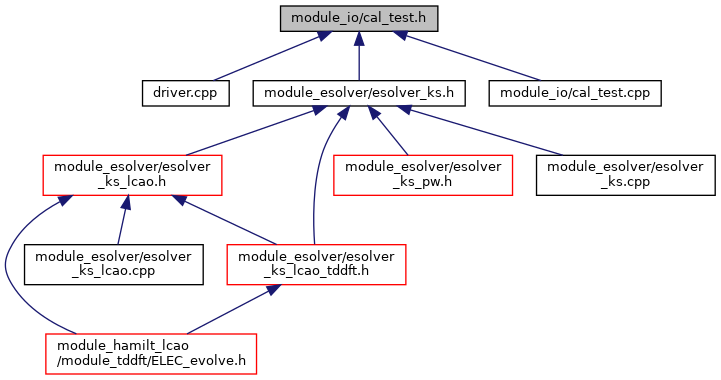 module_io/cal_test.h
driver.cpp
module_esolver/esolver_ks.h
module_io/cal_test.cpp
module_esolver/esolver
_ks_lcao.h
module_esolver/esolver
_ks_pw.h
module_esolver/esolver
_ks.cpp
module_esolver/esolver
_ks_lcao.cpp
module_esolver/esolver
_ks_lcao_tddft.h
module_hamilt_lcao
/module_tddft/ELEC_evolve.h